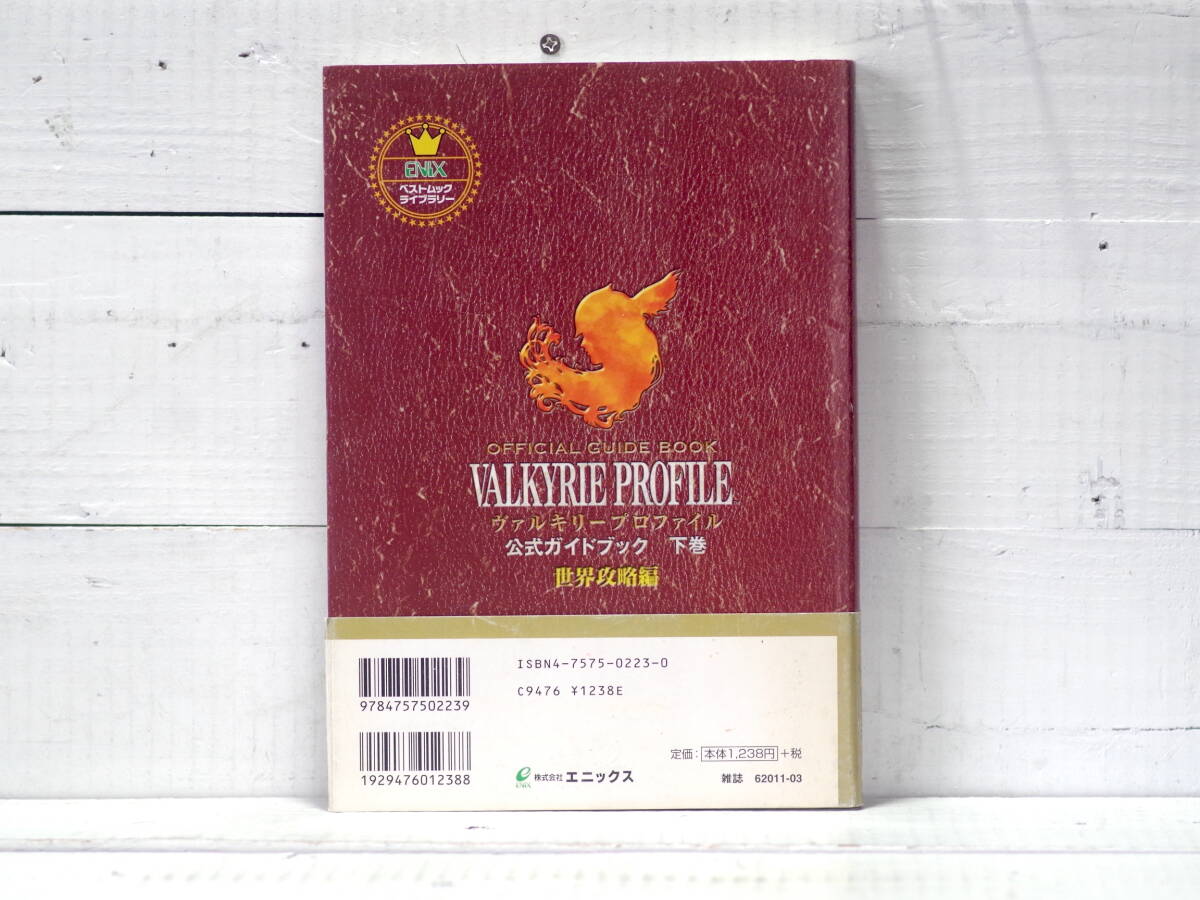 ENIX
ベストムック
ライブラリー
OFFICIAL GUIDE BOOK
VALKYRIE PROFILE
ヴァルキリープロファイル
公式ガイドブック 下巻
世界攻略編
ISBN4-7575-0223-0
C9476 ¥1238E
9784757502239
定価：本体1,238円+税
1929476012388
ENIX
株式会社エニックス
雑誌 62011-03